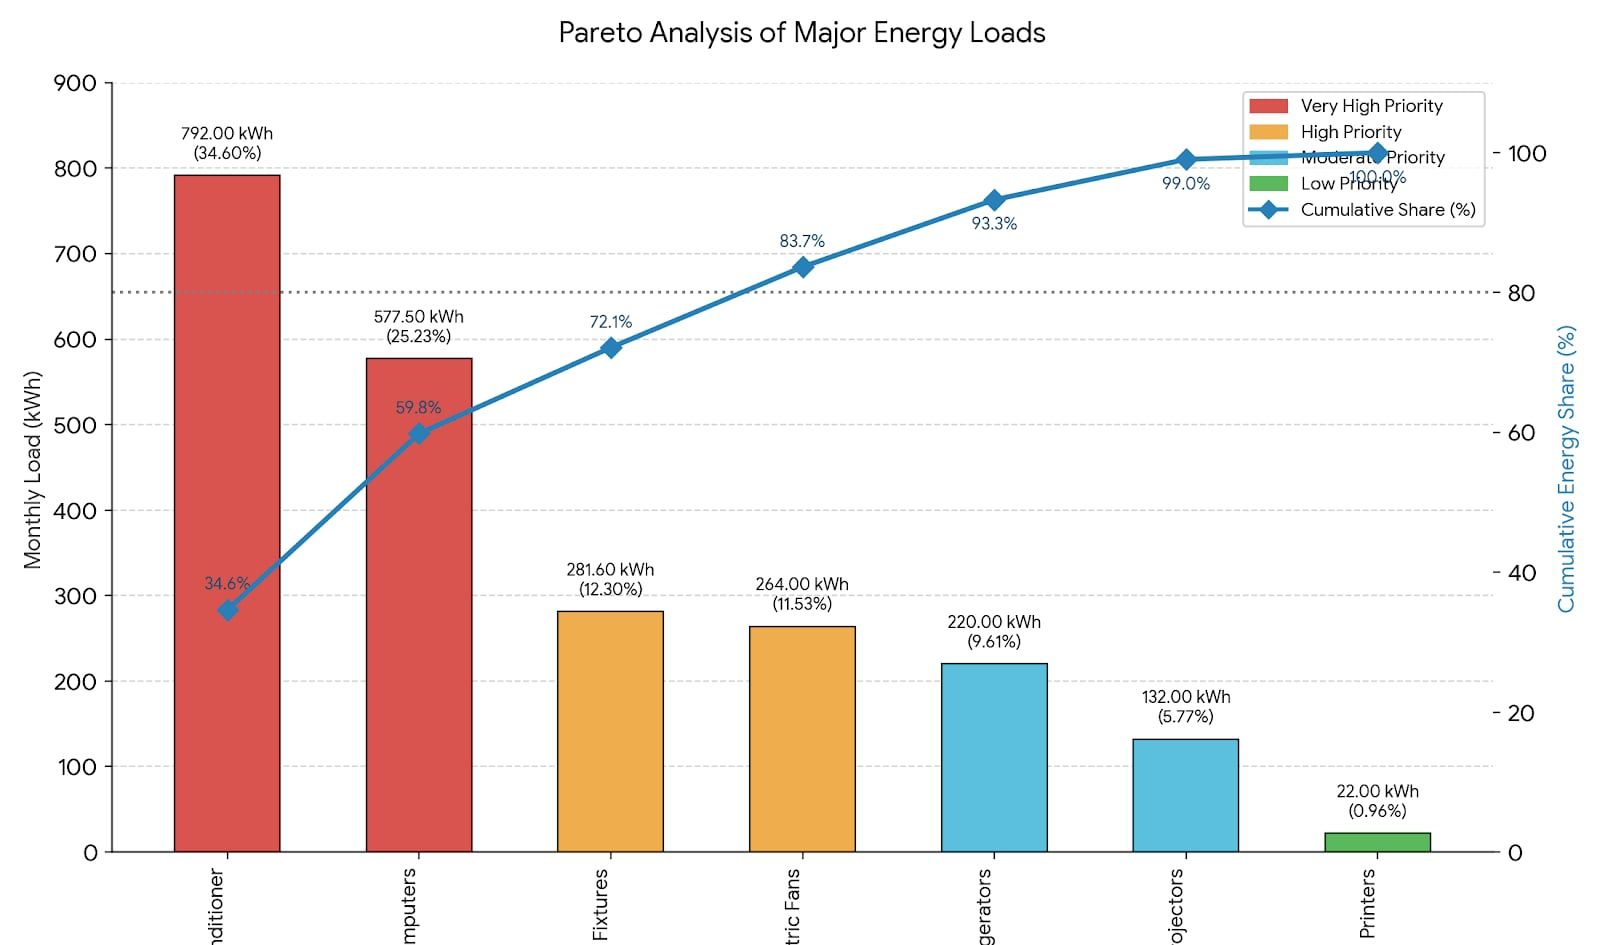 Pareto Analysis of Major Energy Loads
Monthly Load (kWh)
900
800
700
600
500
400
300
200
100
0
792.00 kWh
(34.60%)
577.50 kWh
(25.23%)
281.60 kWh
(12.30%)
264.00 kWh
(11.53%)
220.00 kWh
(9.61%)
132.00 kWh
(5.77%)
22.00 kWh
(0.96%)
34.6%
59.8%
72.1%
83.7%
93.3%
99.0%
100.0%
Very High Priority
High Priority
Moderate Priority
Low Priority
Cumulative Share (%)
100
80
60
40
20
0
Cumulative Energy Share (%)
nditioner
mputers
Fixtures
tric Fans
gerators
ojectors
Printers